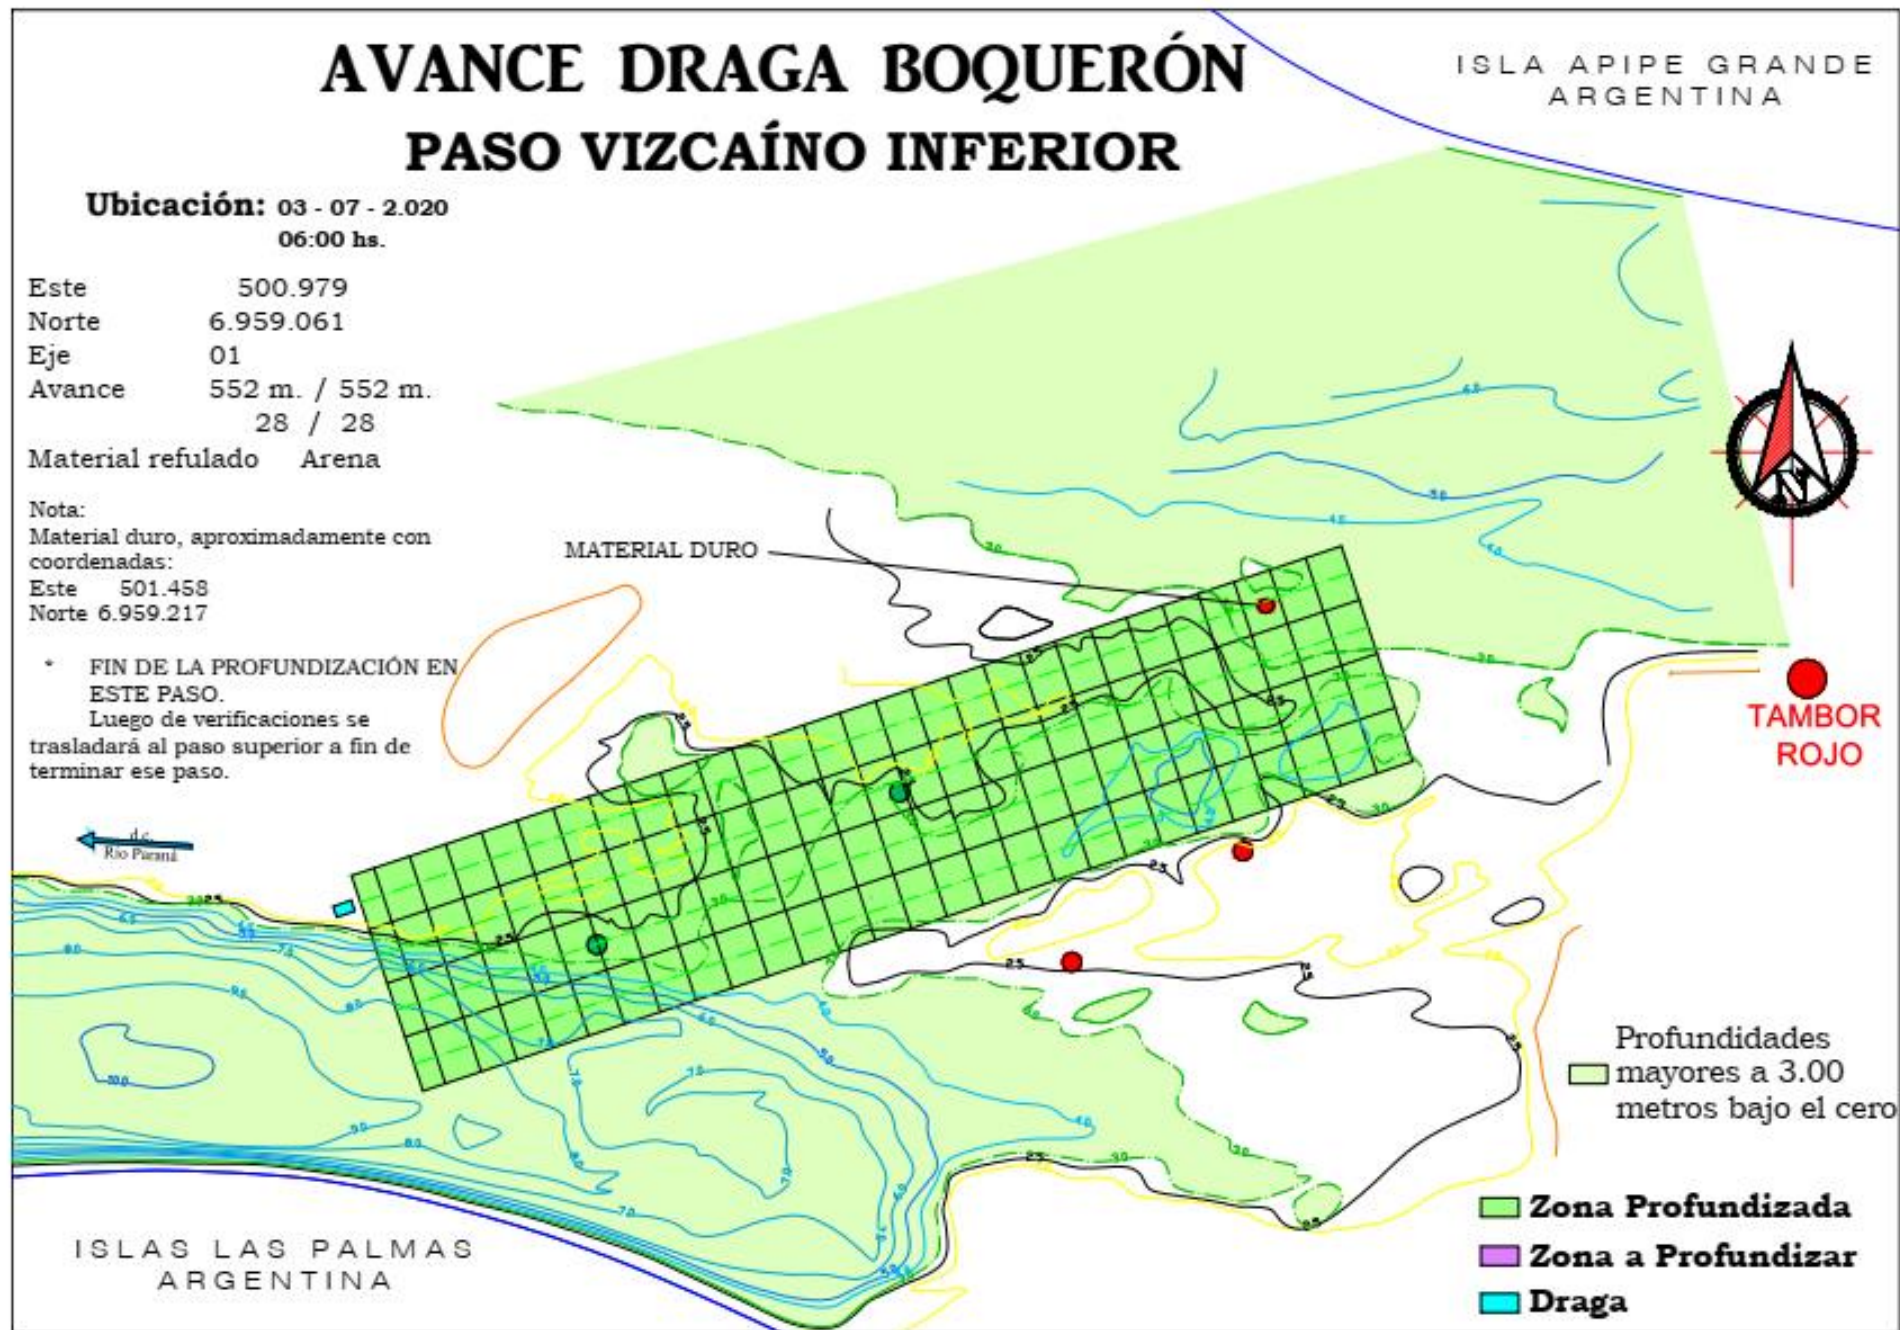 AVANCE DRAGA BOQUERÓN
PASO VIZCAÍNO INFERIOR
ISLA APIPE GRANDE
ARGENTINA
Ubicación: 03 - 07 - 2.020
06:00 hs.
Este 500.979
Norte 6.959.061
Eje 01
Avance 552 m. / 552 m.
28 / 28
Material refulado Arena
Nota:
Material duro, aproximadamente con
coordenadas:
Este 501.458
Norte 6.959.217
* FIN DE LA PROFUNDIZACIÓN EN
ESTE PASO.
Luego de verificaciones se
trasladará al paso superior a fin de
terminar ese paso.
MATERIAL DURO
N
TAMBOR
ROJO
d.c.
Río Paraná
Profundidades
mayores a 3.00
metros bajo el cero
Zona Profundizada
Zona a Profundizar
Draga
ISLAS LAS PALMAS
ARGENTINA